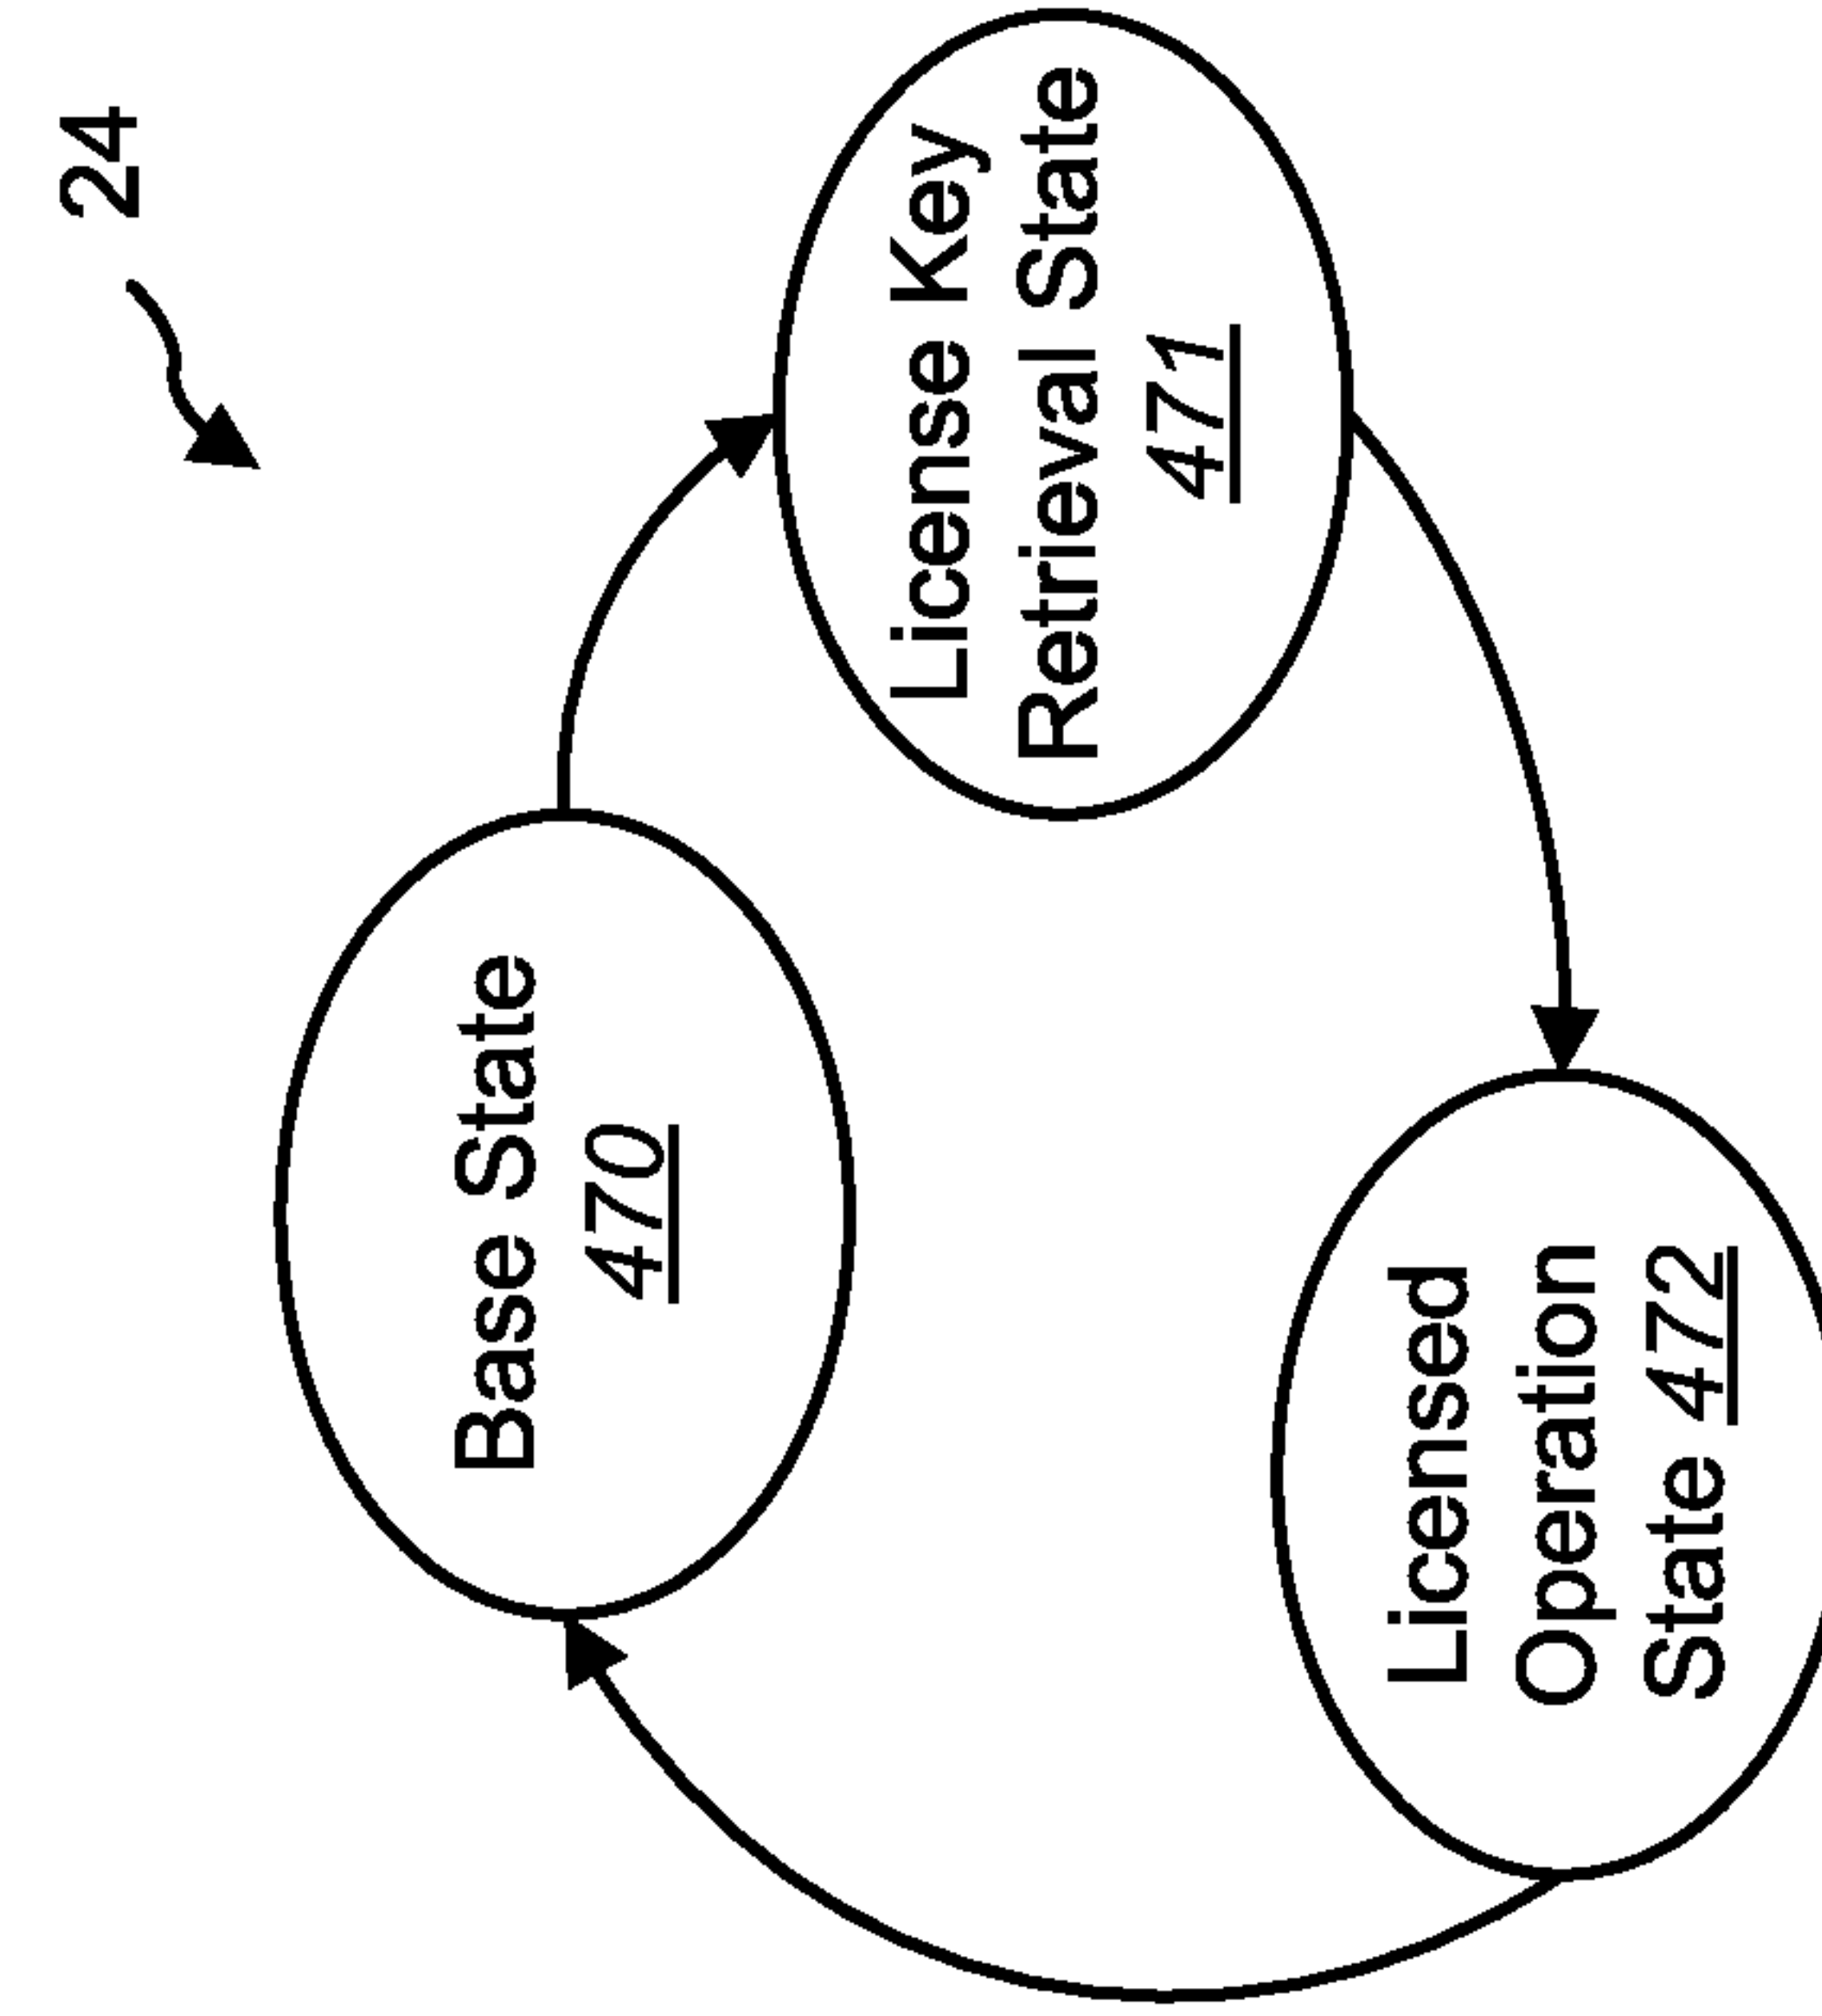 24
Base State
470
License Key
Retrieval State
471
Licensed
Operation
State 472